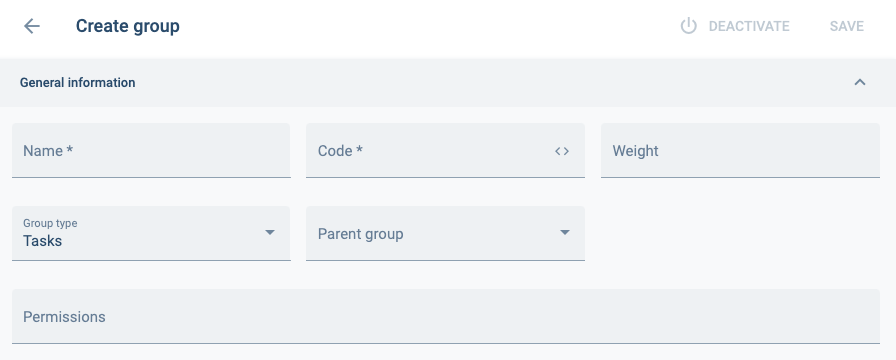 Create group
DEACTIVATE
SAVE
General information
Name *
Code *
<>
Weight
Group type
Tasks
Parent group
Permissions